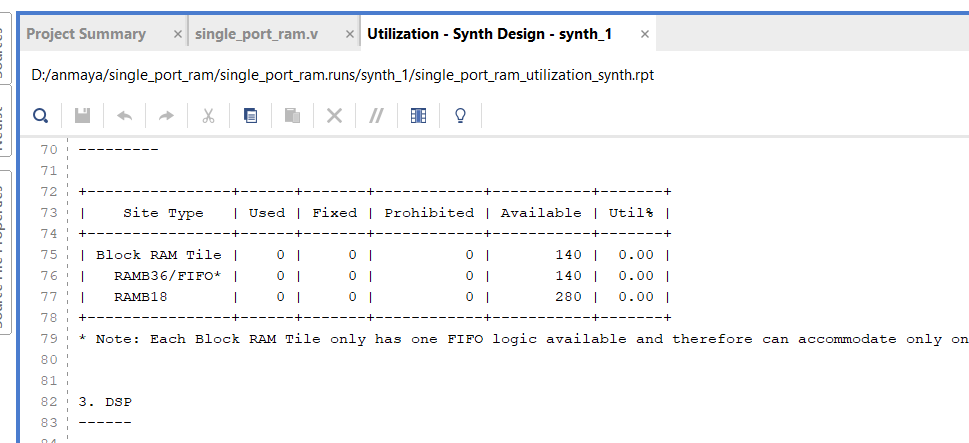 Project Summary × single_port_ram.v × Utilization - Synth Design - synth_1 ×
D:/anmaya/single_port_ram/single_port_ram.runs/synth_1/single_port_ram_utilization_synth.rpt
70 ---------
71
72 +----------------+------+-------+------------+-----------+-------+
73 |    Site Type   | Used | Fixed | Prohibited | Available | Util% |
74 +----------------+------+-------+------------+-----------+-------+
75 | Block RAM Tile |    0 |     0 |          0 |       140 |  0.00 |
76 |   RAMB36/FIFO* |    0 |     0 |          0 |       140 |  0.00 |
77 |   RAMB18       |    0 |     0 |          0 |       280 |  0.00 |
78 +----------------+------+-------+------------+-----------+-------+
79 * Note: Each Block RAM Tile only has one FIFO logic available and therefore can accommodate only on
80
81
82 3. DSP
83 ------